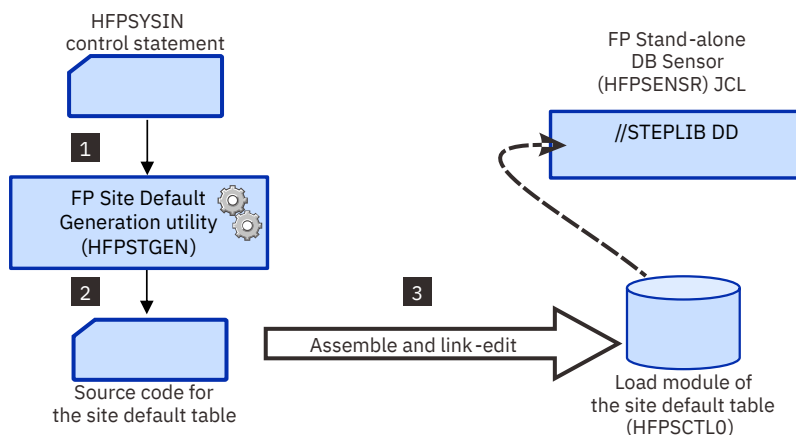 HFPSYSIN
control statement
1
FP Site Default
Generation utility
(HFPSTGEN)
2
Source code for
the site default table
3
Assemble and link-edit
FP Stand-alone
DB Sensor
(HFPSENSR) JCL
//STEPLIB DD
Load module of
the site default table
(HFPSCTL0)